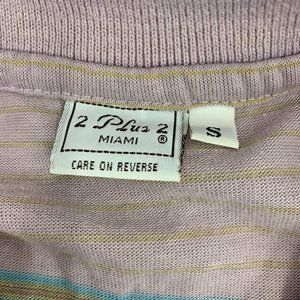 2 Plus 2
MIAMI ®
S
CARE ON REVERSE